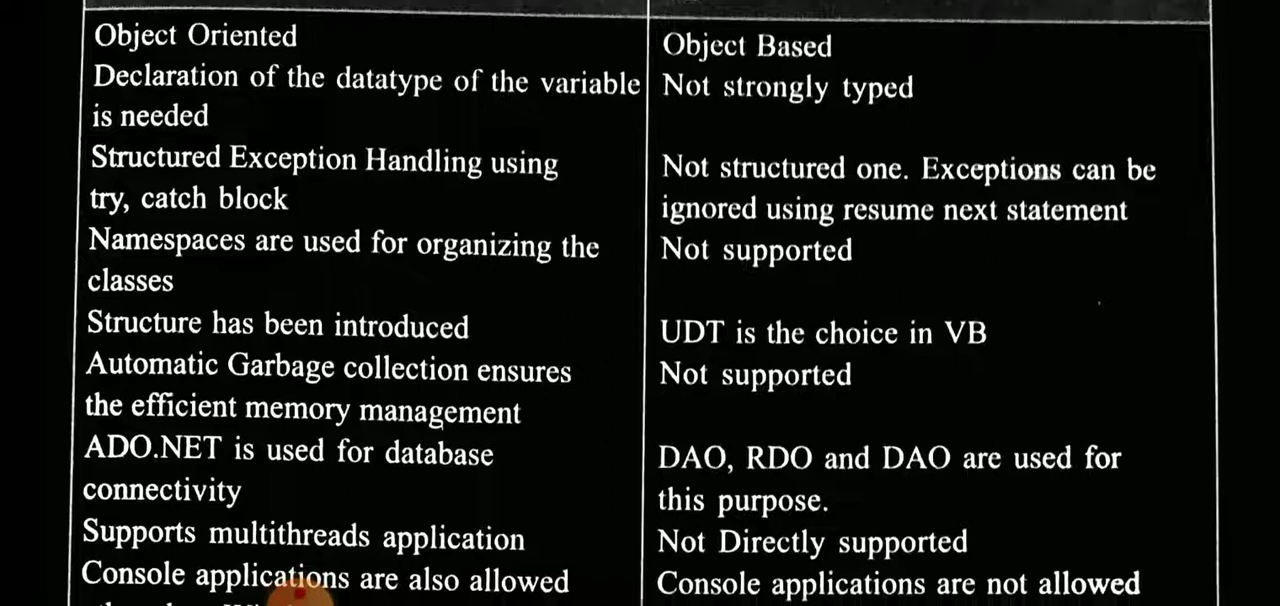 Object Oriented
Declaration of the datatype of the variable
is needed
Structured Exception Handling using
try, catch block
Namespaces are used for organizing the
classes
Structure has been introduced
Automatic Garbage collection ensures
the efficient memory management
ADO.NET is used for database
connectivity
Supports multithreads application
Console applications are also allowed
Object Based
Not strongly typed
Not structured one. Exceptions can be
ignored using resume next statement
Not supported
UDT is the choice in VB
Not supported
DAO, RDO and DAO are used for
this purpose.
Not Directly supported
Console applications are not allowed